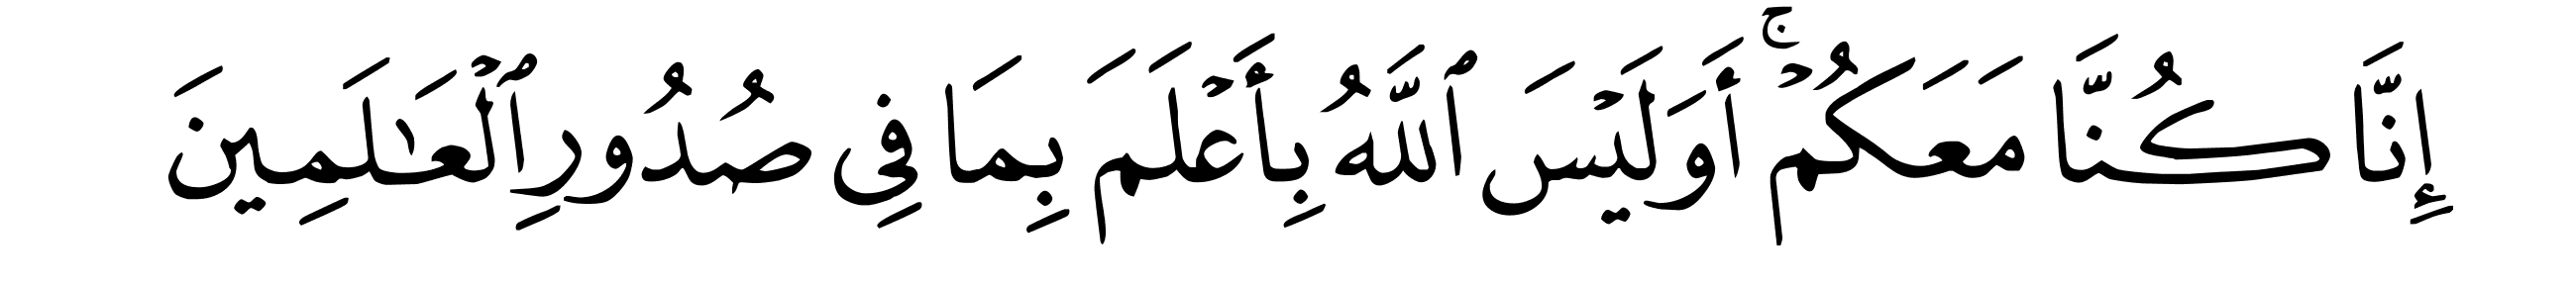 إِنَّا كُنَّا مَعَكُمْ ۚ أَوَلَيْسَ ٱللَّهُ بِأَعْلَمَ بِمَا فِي صُدُورِ ٱلْعَـٰلَمِينَ